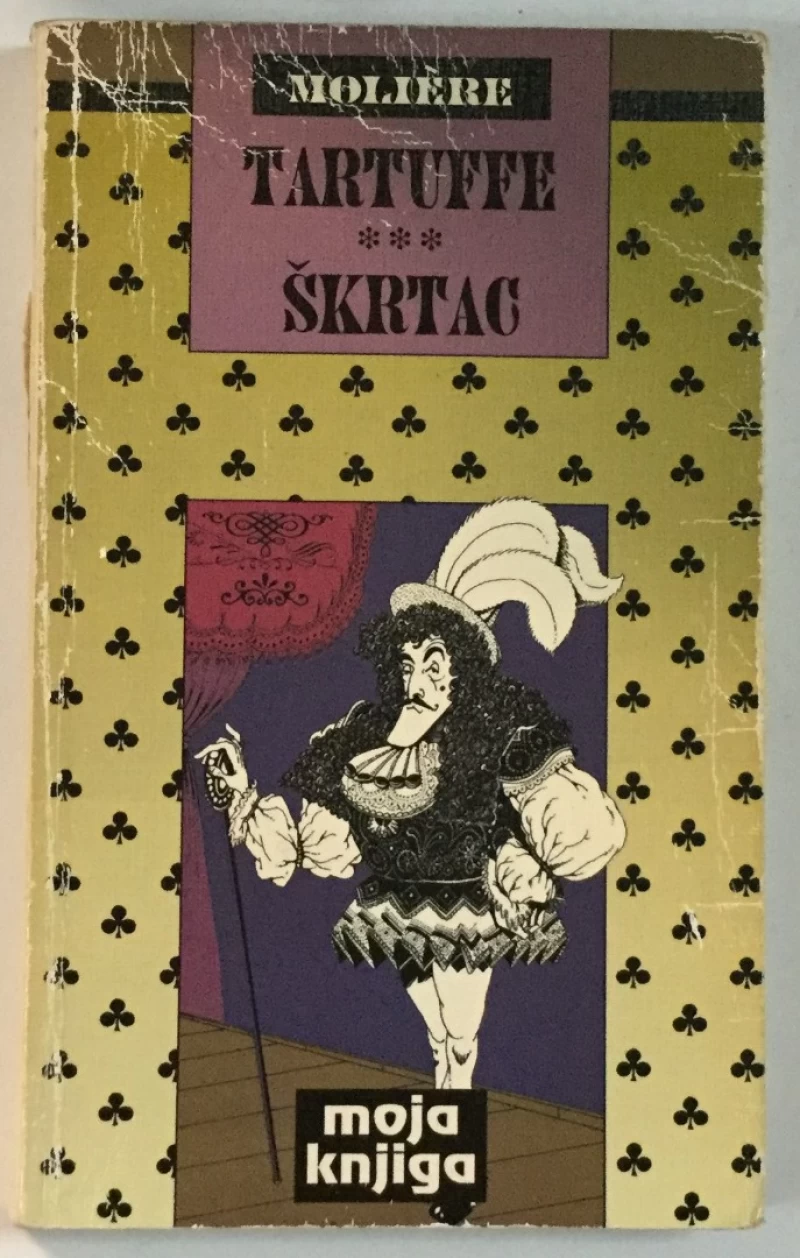 MOLIÈRE
TARTUFFE
***
ŠKRTAC
moja
knjiga